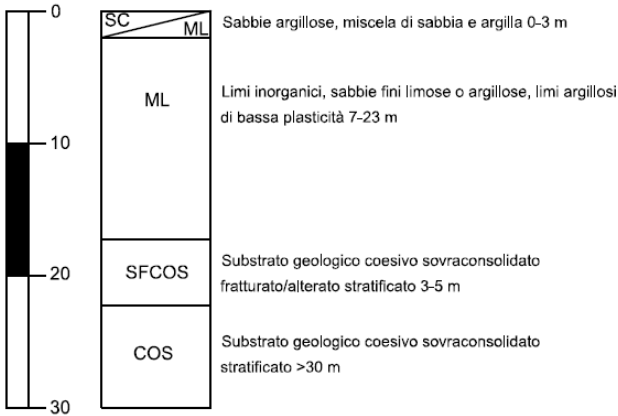 0
SC
ML
Sabbie argillose, miscela di sabbia e argilla 0-3 m
ML
Limi inorganici, sabbie fini limose o argillose, limi argillosi
di bassa plasticità 7-23 m
10
SFCOS
Substrato geologico coesivo sovraconsolidato
fratturato/alterato stratificato 3-5 m
20
COS
Substrato geologico coesivo sovraconsolidato
stratificato >30 m
30